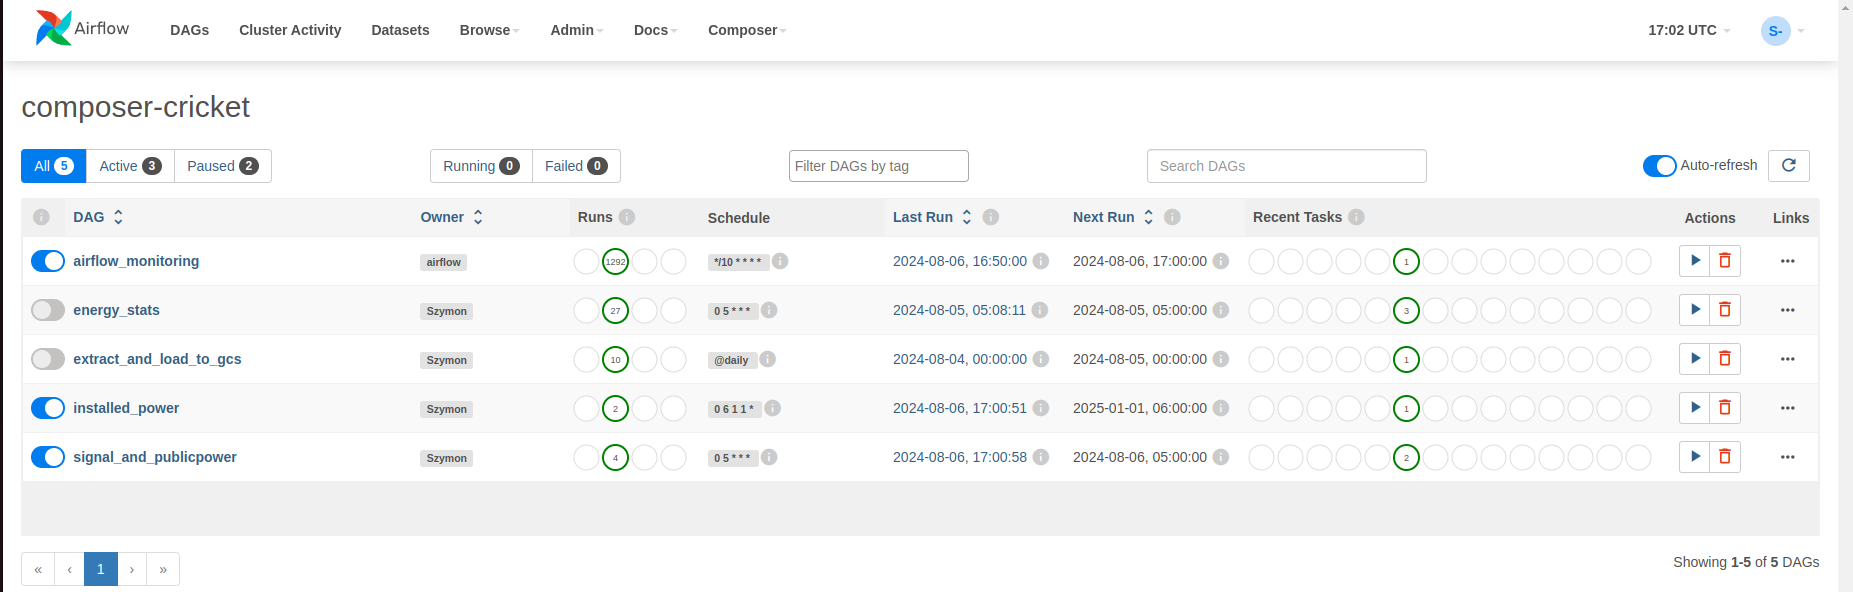 Airflow DAGs Cluster Activity Datasets Browse Admin Docs Composer 17:02 UTC S-
composer-cricket
All 5 Active 3 Paused 2 Running 0 Failed 0 Filter DAGs by tag Search DAGs Auto-refresh
DAG Owner Runs Schedule Last Run Next Run Recent Tasks Actions Links
airflow_monitoring airflow 1292 */10 * * * * 2024-08-06, 16:50:00 2024-08-06, 17:00:00 1
energy_stats Szymon 27 0 5 * * * 2024-08-05, 05:08:11 2024-08-05, 05:00:00 3
extract_and_load_to_gcs Szymon 10 @daily 2024-08-04, 00:00:00 2024-08-05, 00:00:00 1
installed_power Szymon 2 0 6 1 1 * 2024-08-06, 17:00:51 2025-01-01, 06:00:00 1
signal_and_publicpower Szymon 4 0 5 * * * 2024-08-06, 17:00:58 2024-08-06, 05:00:00 2
« ‹ 1 › » Showing 1-5 of 5 DAGs